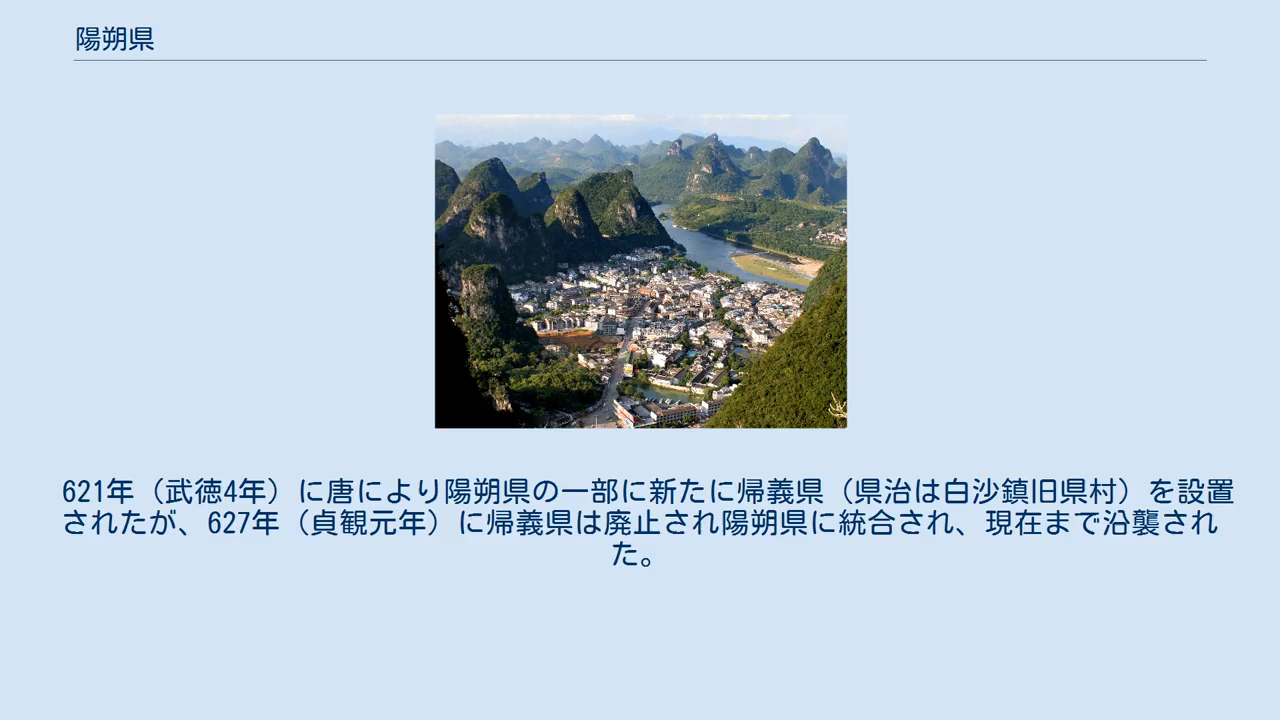 陽朔県
621年（武徳4年）に唐により陽朔県の一部に新たに帰義県（県治は白沙鎮旧県村）を設置
されたが、627年（貞観元年）に帰義県は廃止され陽朔県に統合され、現在まで沿襲され
た。